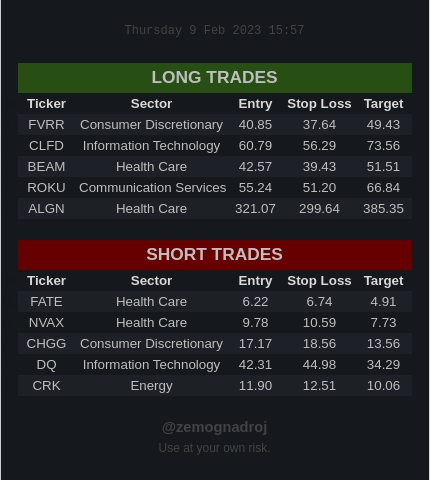 Thursday 9 Feb 2023 15:57
LONG TRADES
Ticker Sector Entry Stop Loss Target
FVRR Consumer Discretionary 40.85 37.64 49.43
CLFD Information Technology 60.79 56.29 73.56
BEAM Health Care 42.57 39.43 51.51
ROKU Communication Services 55.24 51.20 66.84
ALGN Health Care 321.07 299.64 385.35
SHORT TRADES
Ticker Sector Entry Stop Loss Target
FATE Health Care 6.22 6.74 4.91
NVAX Health Care 9.78 10.59 7.73
CHGG Consumer Discretionary 17.17 18.56 13.56
DQ Information Technology 42.31 44.98 34.29
CRK Energy 11.90 12.51 10.06
@zemognadroj
Use at your own risk.